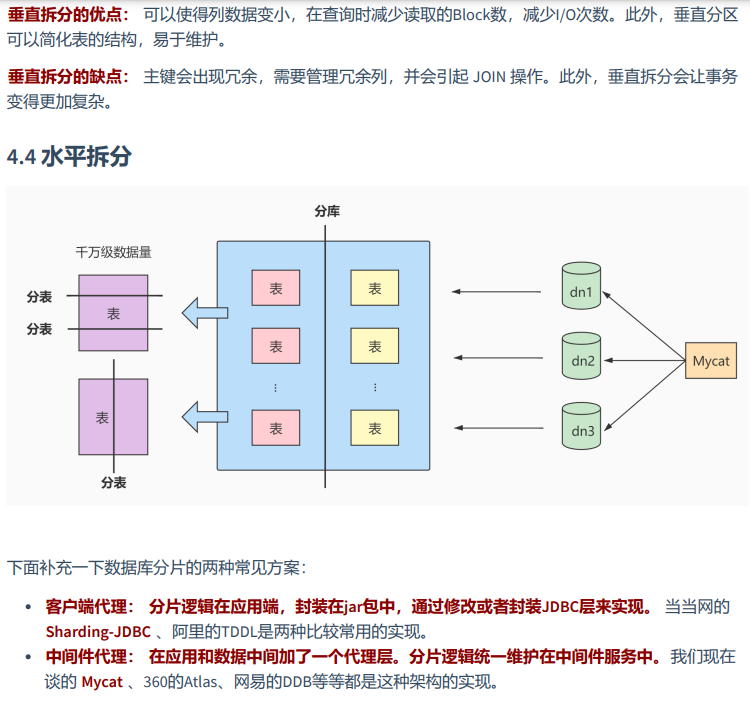 垂直拆分的优点： 可以使得列数据变小，在查询时减少读取的Block数，减少I/O次数。此外，垂直分区
可以简化表的结构，易于维护。
垂直拆分的缺点： 主键会出现冗余，需要管理冗余列，并会引起 JOIN 操作。此外，垂直拆分会让事务
变得更加复杂。
4.4 水平拆分
分库
千万级数据量
分表
分表
表
表
分表
表
表
表
表
⋮
⋮
表
表
dn1
dn2
dn3
Mycat
下面补充一下数据库分片的两种常见方案：
• 客户端代理： 分片逻辑在应用端，封装在jar包中，通过修改或者封装JDBC层来实现。 当当网的
Sharding-JDBC 、阿里的TDDL是两种比较常用的实现。
• 中间件代理： 在应用和数据中间加了一个代理层。分片逻辑统一维护在中间件服务中。 我们现在
谈的 Mycat 、360的Atlas、网易的DDB等等都是这种架构的实现。